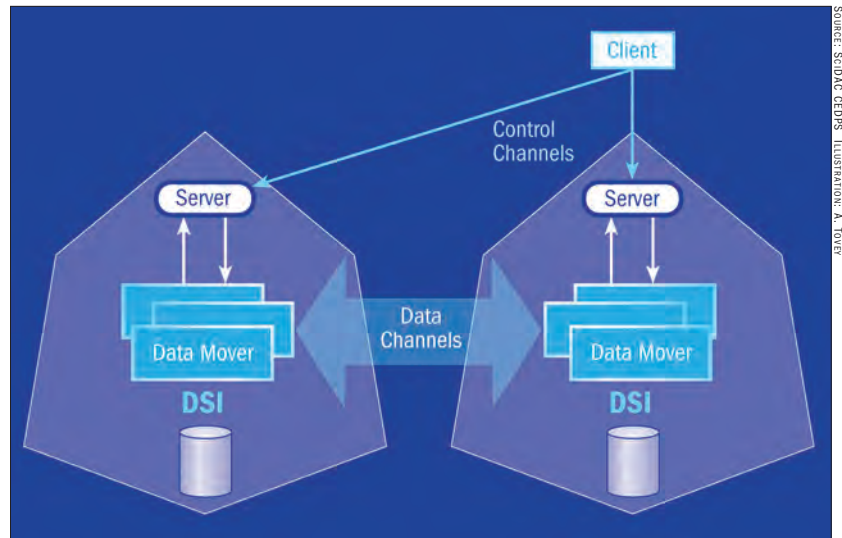 Client
Control
Channels
Server
Server
Data
Channels
Data Mover
Data Mover
DSI
DSI
SOURCE: SCIDAC CEDPS ILLUSTRATION: A. TOVEY